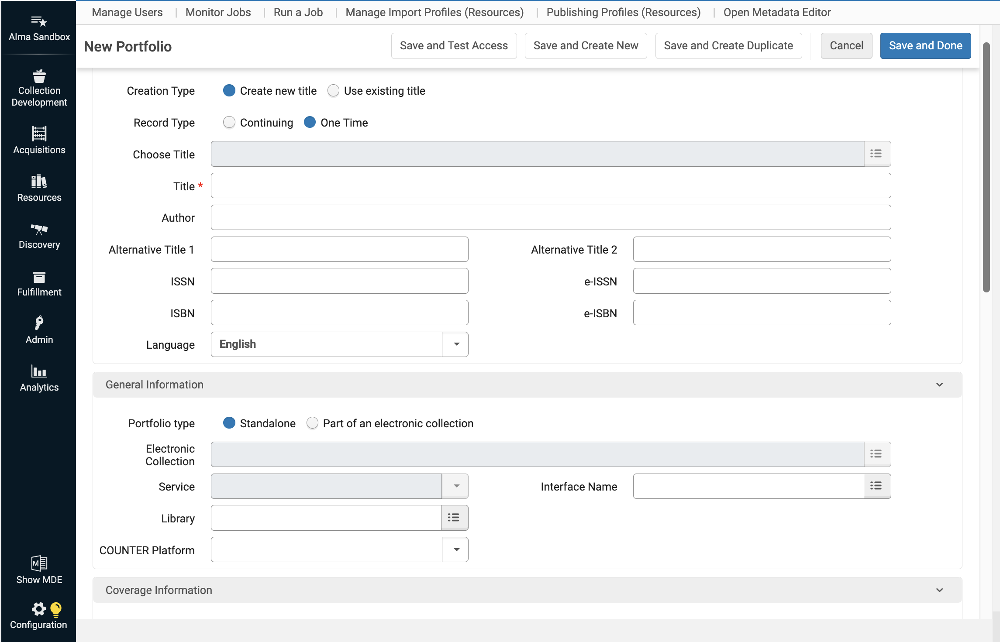 Manage Users | Monitor Jobs | Run a Job | Manage Import Profiles (Resources) | Publishing Profiles (Resources) | Open Metadata Editor
Alma Sandbox
Collection
Development
Acquisitions
Resources
Discovery
Fulfillment
Admin
Analytics
Show MDE
Configuration
New Portfolio Save and Test Access Save and Create New Save and Create Duplicate Cancel Save and Done
Creation Type Create new title Use existing title
Record Type Continuing One Time
Choose Title
Title *
Author
Alternative Title 1 Alternative Title 2
ISSN e-ISSN
ISBN e-ISBN
Language English
General Information
Portfolio type Standalone Part of an electronic collection
Electronic
Collection
Service Interface Name
Library
COUNTER Platform
Coverage Information